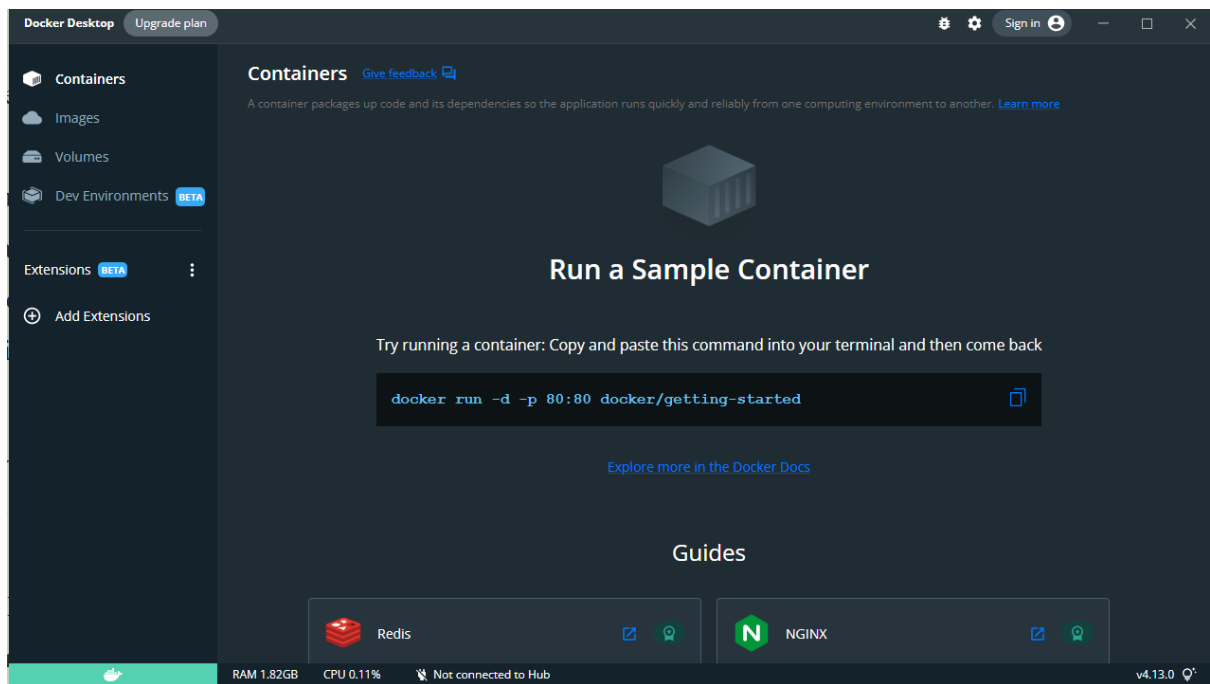 Docker Desktop Upgrade plan Sign in
Containers
Images
Volumes
Dev Environments BETA
Extensions BETA
Add Extensions
Containers Give feedback
A container packages up code and its dependencies so the application runs quickly and reliably from one computing environment to another. Learn more
Run a Sample Container
Try running a container: Copy and paste this command into your terminal and then come back
docker run -d -p 80:80 docker/getting-started
Explore more in the Docker Docs
Guides
Redis
NGINX
RAM 1.82GB CPU 0.11% Not connected to Hub v4.13.0